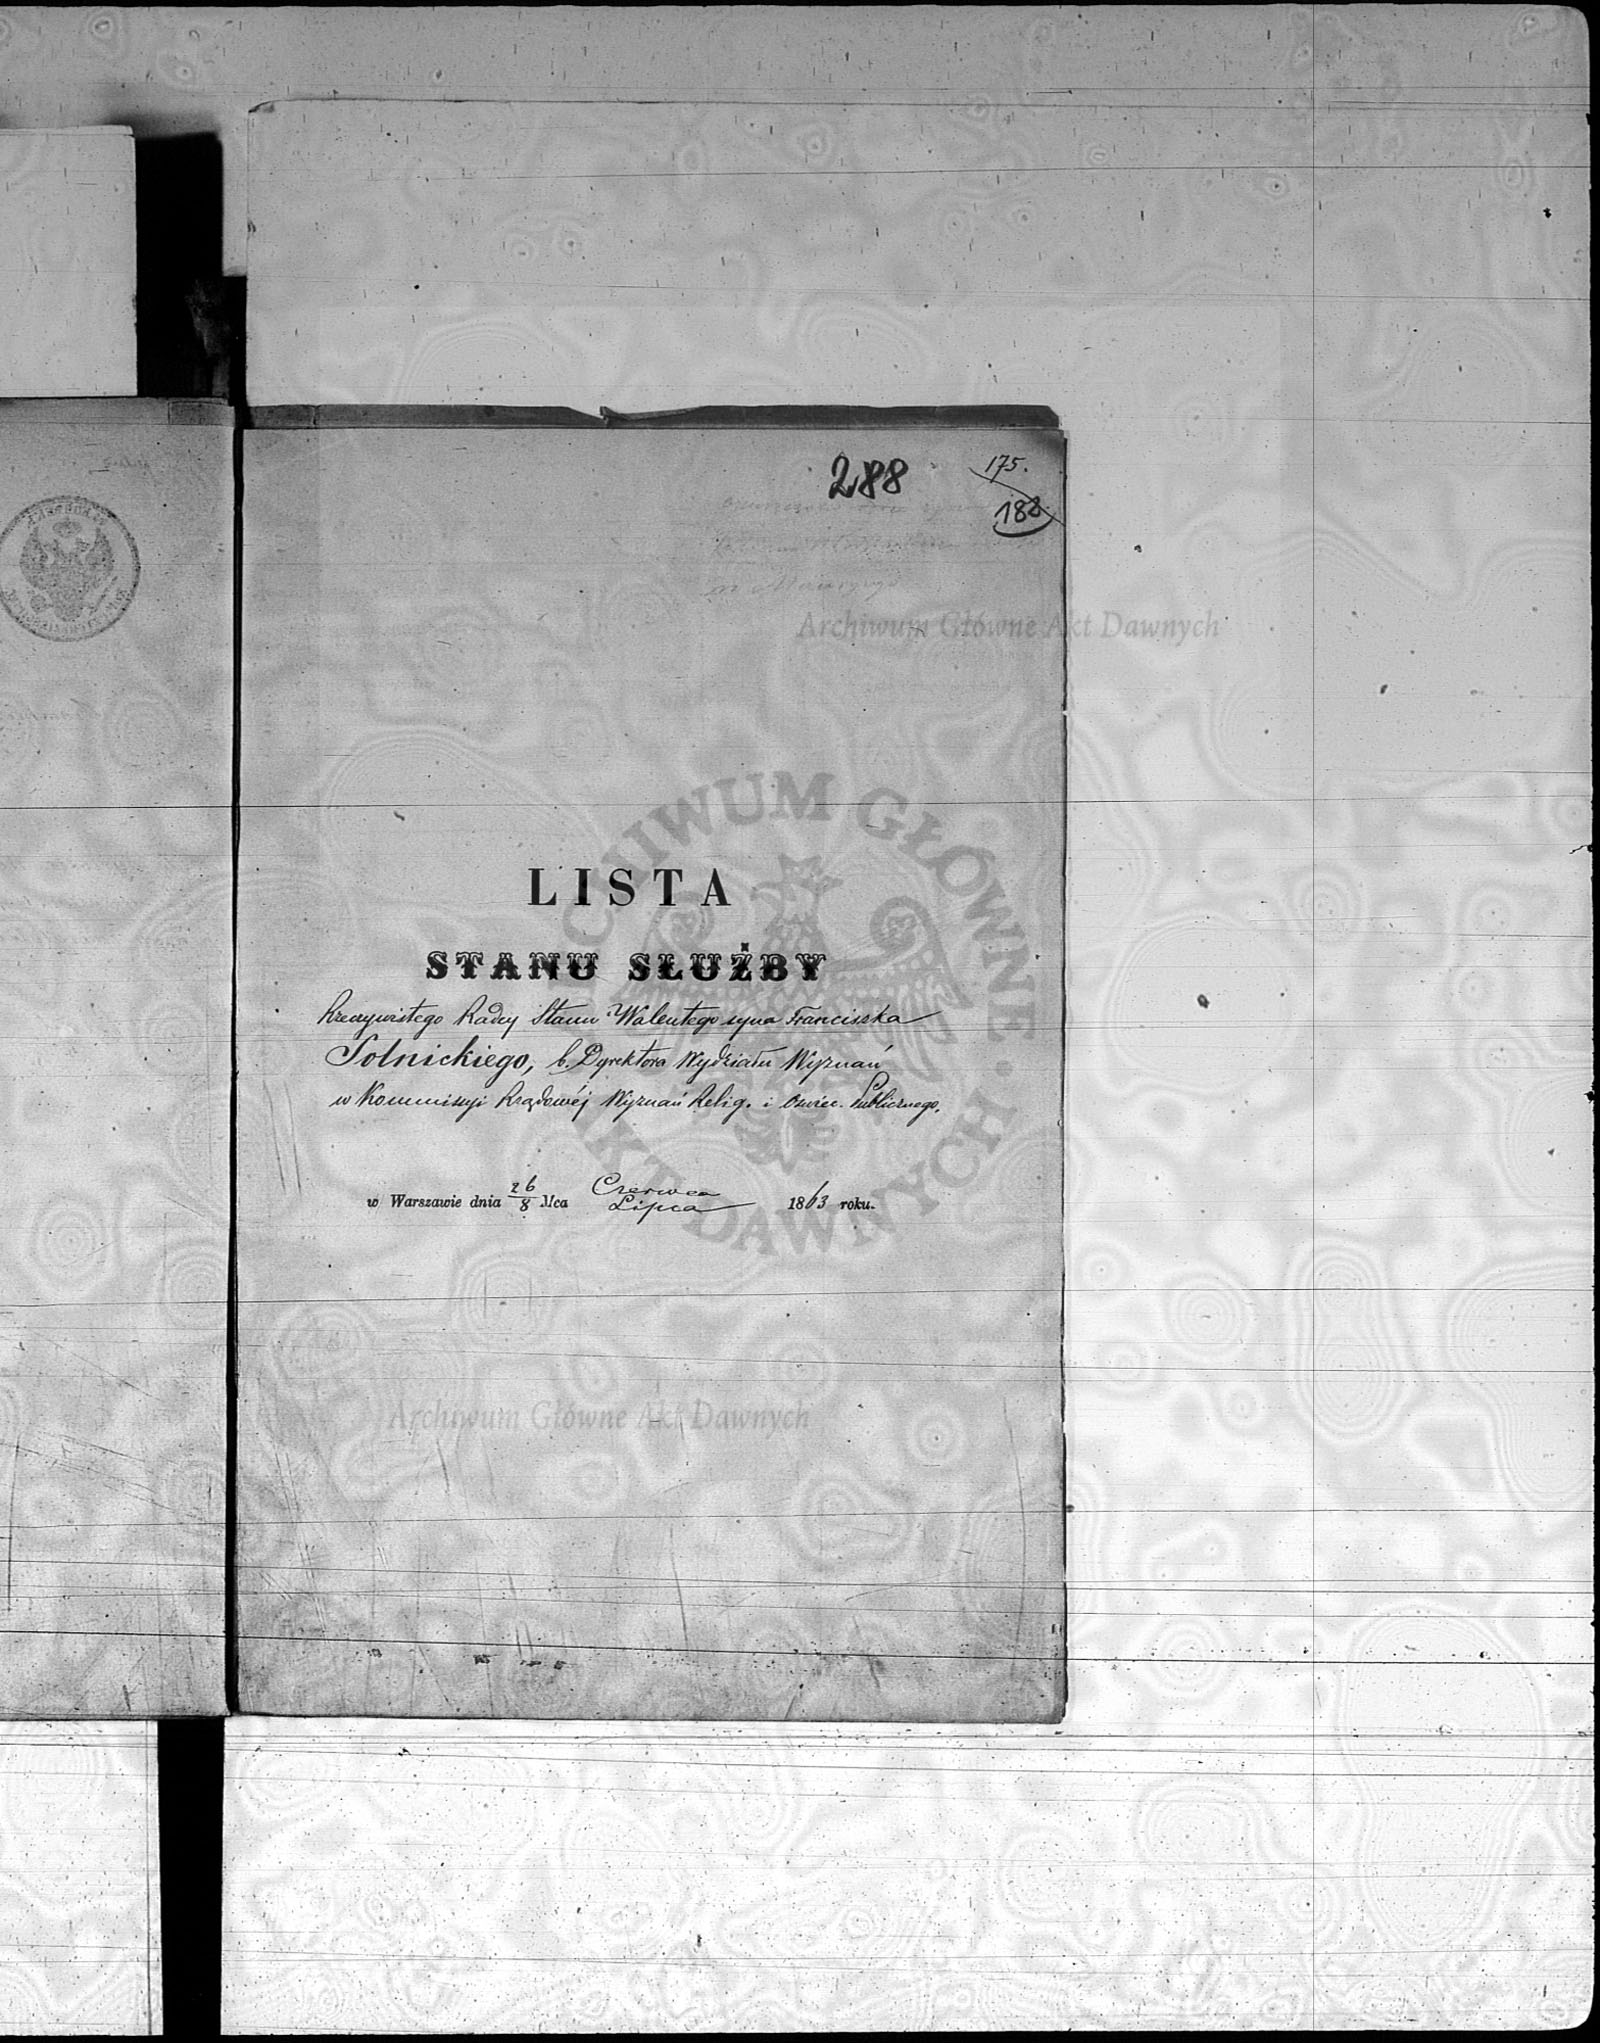 288
175.
188
Archiwum Główne Akt Dawnych
LISTA
STANU SŁUŻBY
Rzeczywistego Radcy Stanu Walentego syna Franciszka
Solnickiego, b. Dyrektora Wydziału Wyznań
w Kommissyi Rządowéj Wyznań Relig. i Oświec. Publicznego,
w Warszawie dnia 26/8 Mca Czerwca/Lipca 1863 roku.
ARCHIWUM GŁÓWNE AKT DAWNYCH
Archiwum Główne Akt Dawnych